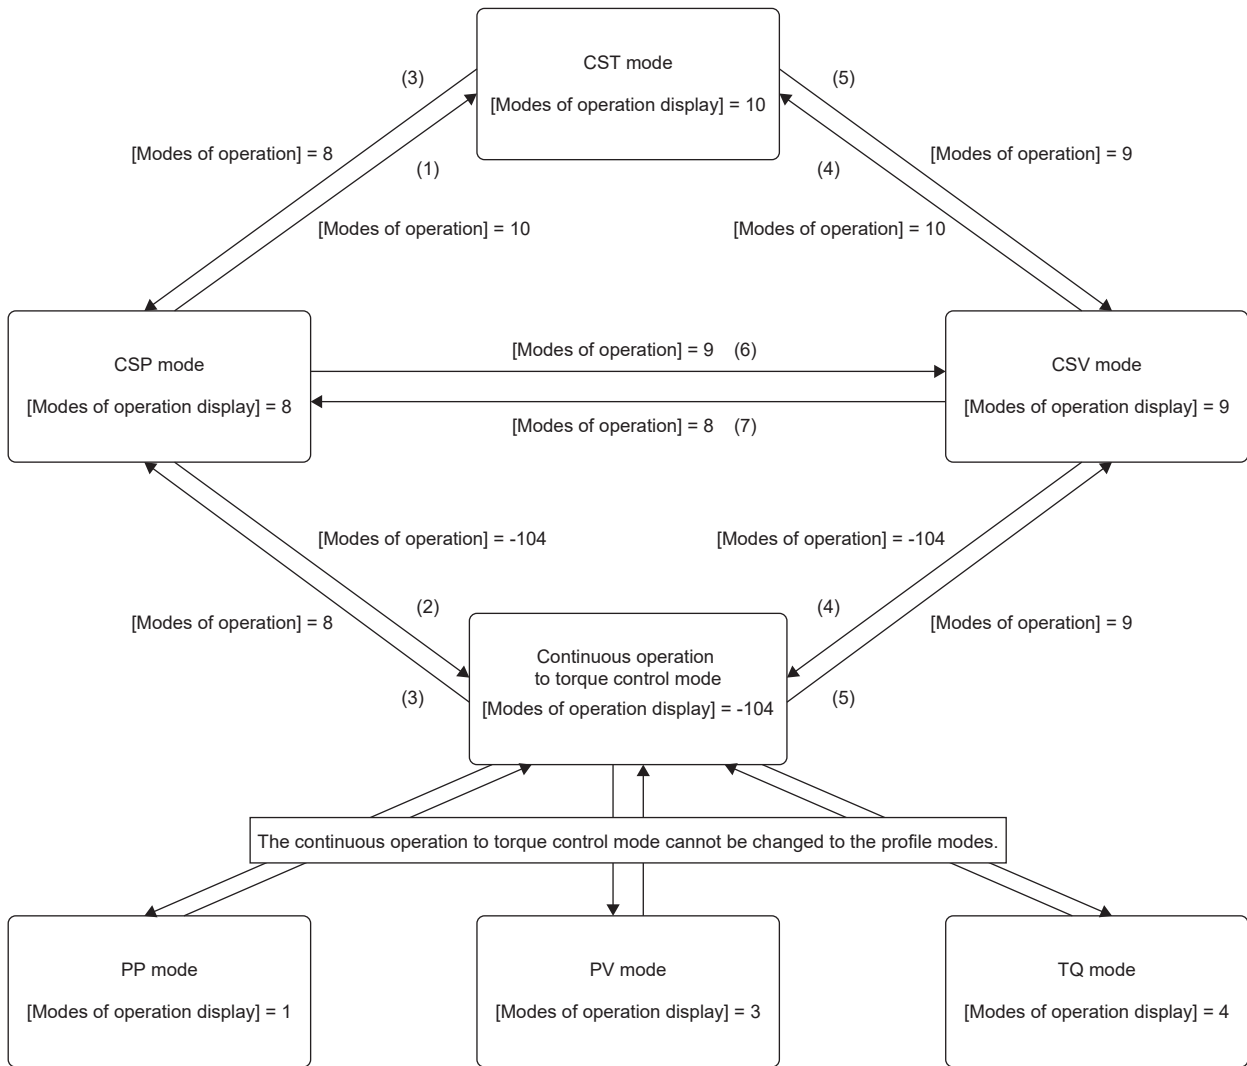 CST mode
[Modes of operation display] = 10
(3)
(5)
[Modes of operation] = 8
(1)
(4)
[Modes of operation] = 9
[Modes of operation] = 10
[Modes of operation] = 10
CSP mode
[Modes of operation display] = 8
[Modes of operation] = 9 (6)
[Modes of operation] = 8 (7)
CSV mode
[Modes of operation display] = 9
[Modes of operation] = -104
[Modes of operation] = -104
(2)
(4)
[Modes of operation] = 8
[Modes of operation] = 9
(3)
(5)
Continuous operation
to torque control mode
[Modes of operation display] = -104
The continuous operation to torque control mode cannot be changed to the profile modes.
PP mode
[Modes of operation display] = 1
PV mode
[Modes of operation display] = 3
TQ mode
[Modes of operation display] = 4